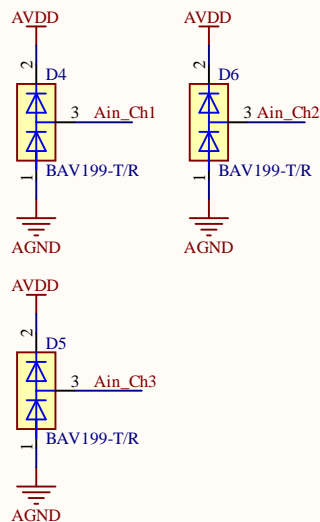 AVDD
2
D4
3
Ain_Ch1
1
BAV199-T/R
AGND
AVDD
2
D6
3
Ain_Ch2
1
BAV199-T/R
AGND
AVDD
2
D5
3
Ain_Ch3
1
BAV199-T/R
AGND